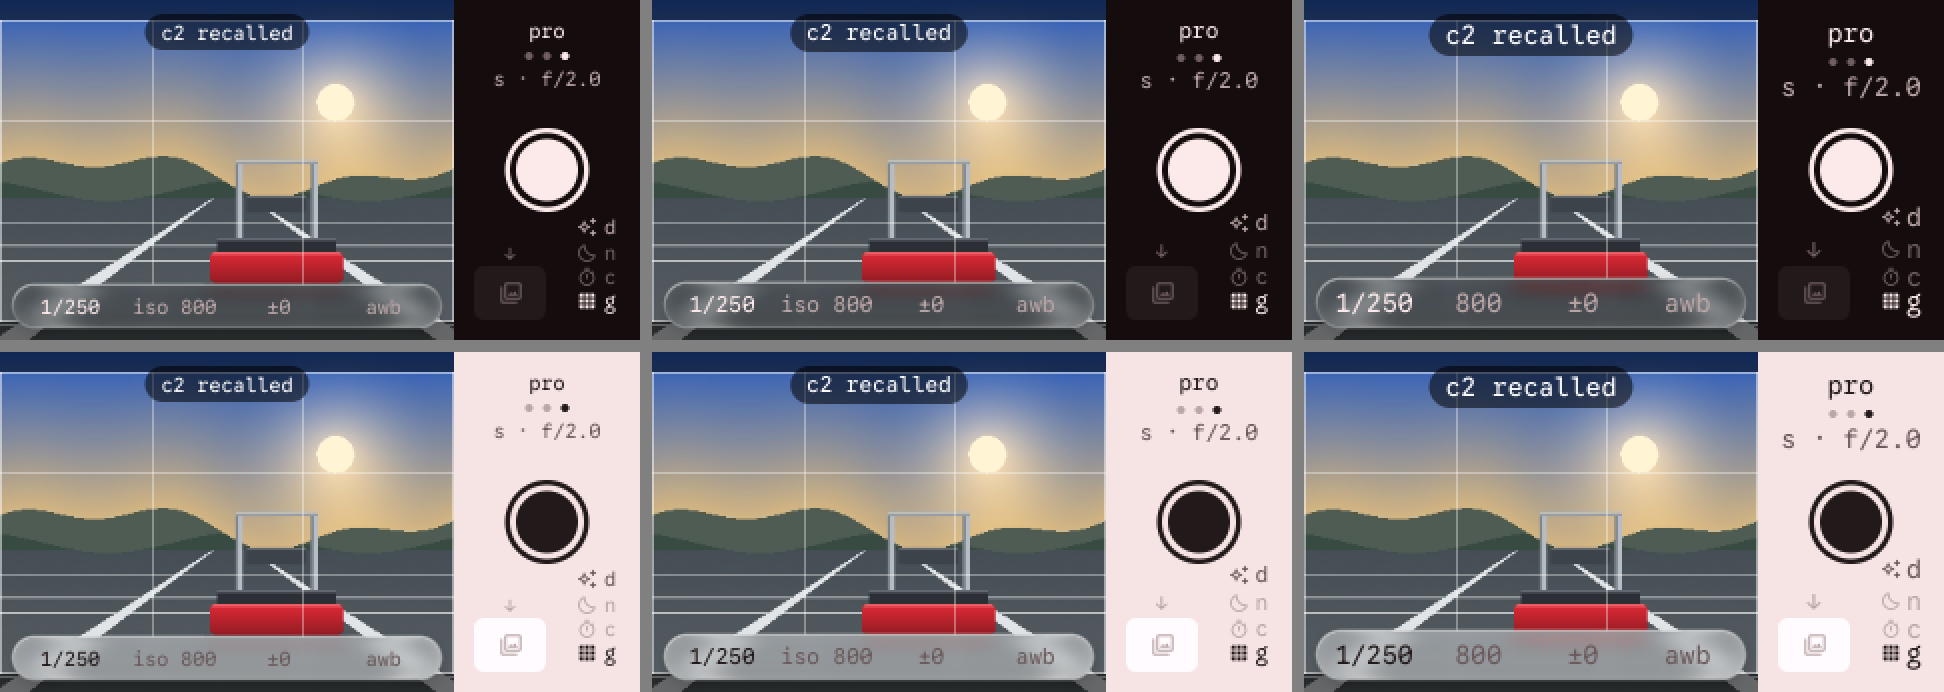 c2 recalled
pro
s · f/2.0
d
n
c
g
1/250 iso 800 ±0 awb
c2 recalled
pro
s · f/2.0
d
n
c
g
1/250 iso 800 ±0 awb
c2 recalled
pro
s · f/2.0
d
n
c
g
1/250 800 ±0 awb
c2 recalled
pro
s · f/2.0
d
n
c
g
1/250 iso 800 ±0 awb
c2 recalled
pro
s · f/2.0
d
n
c
g
1/250 iso 800 ±0 awb
c2 recalled
pro
s · f/2.0
d
n
c
g
1/250 800 ±0 awb